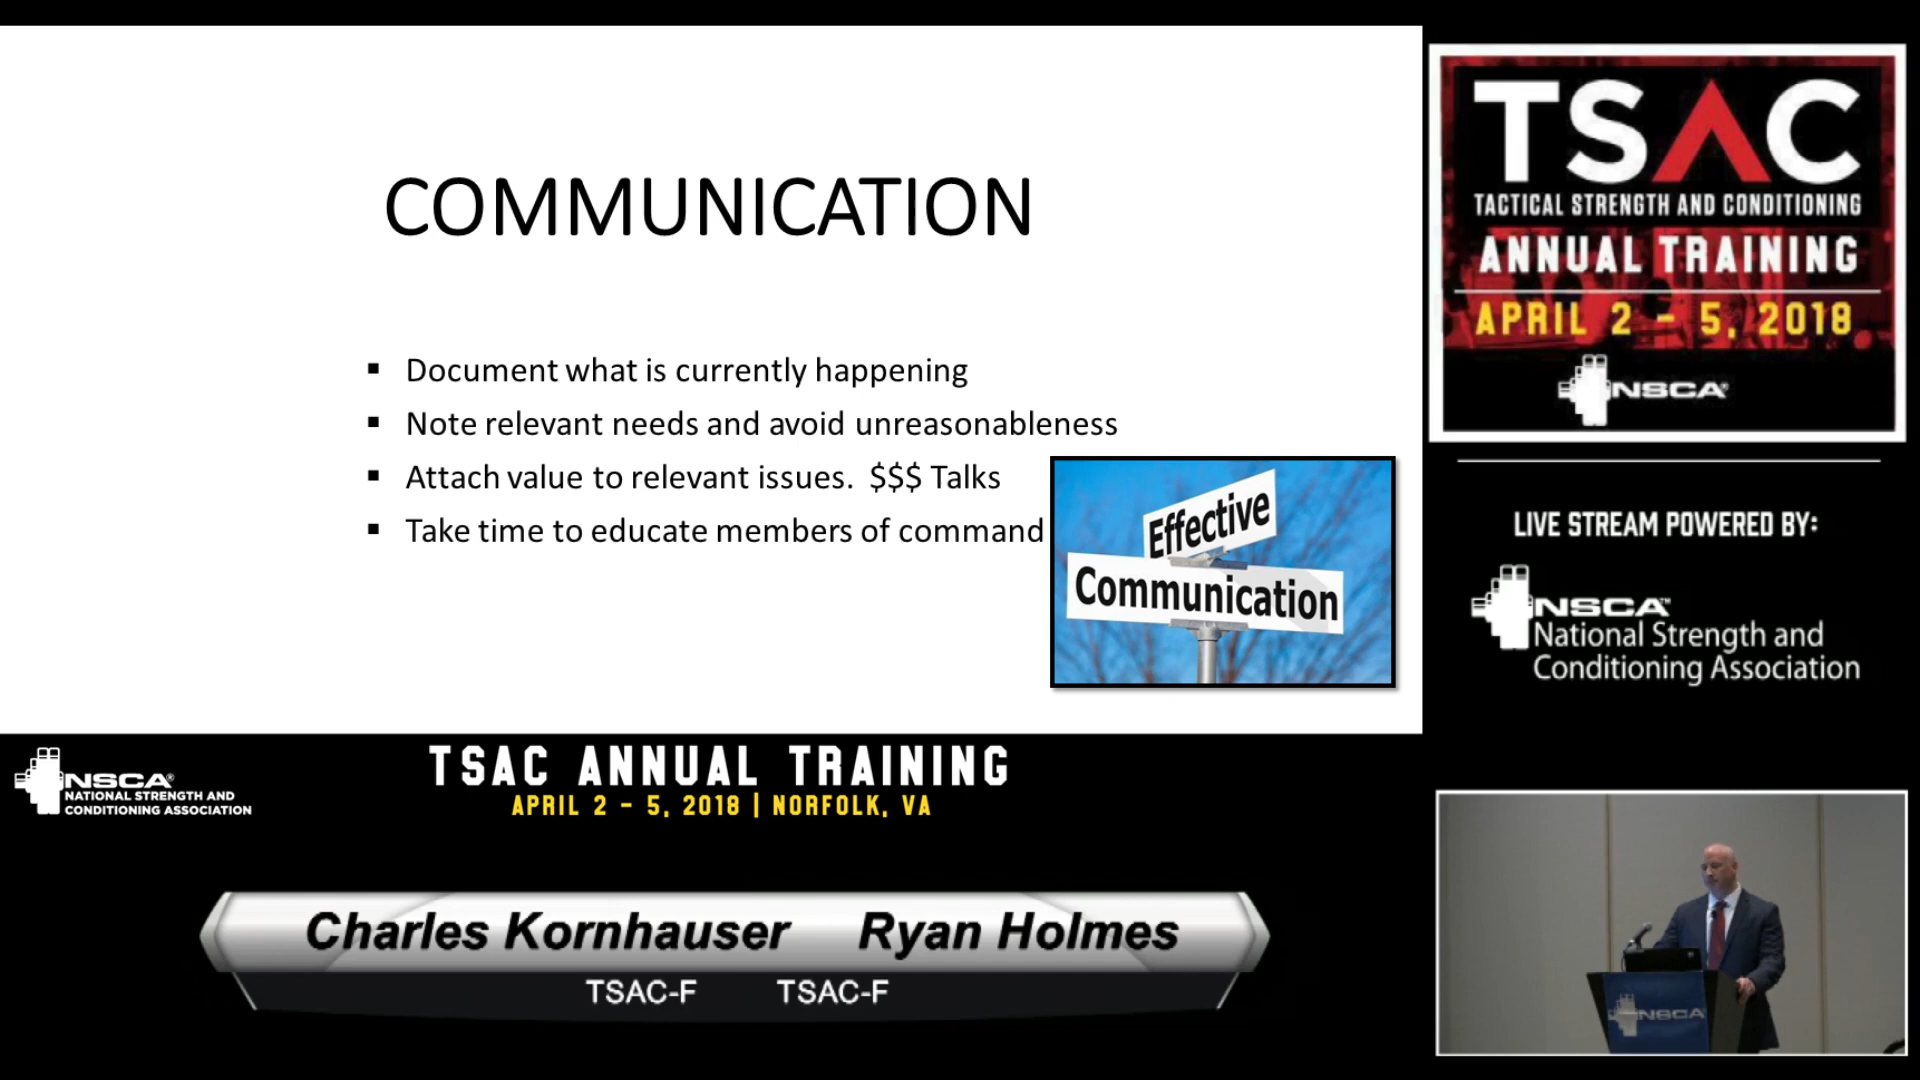 COMMUNICATION
▪ Document what is currently happening
▪ Note relevant needs and avoid unreasonableness
▪ Attach value to relevant issues. $$$ Talks
▪ Take time to educate members of command
Effective
Communication
TSAC
TACTICAL STRENGTH AND CONDITIONING
ANNUAL TRAINING
APRIL 2 - 5, 2018
NSCA®
LIVE STREAM POWERED BY:
NSCA™
National Strength and
Conditioning Association
NSCA®
NATIONAL STRENGTH AND
CONDITIONING ASSOCIATION
TSAC ANNUAL TRAINING
APRIL 2 - 5, 2018 | NORFOLK, VA
Charles Kornhauser Ryan Holmes
TSAC-F TSAC-F
NSCA